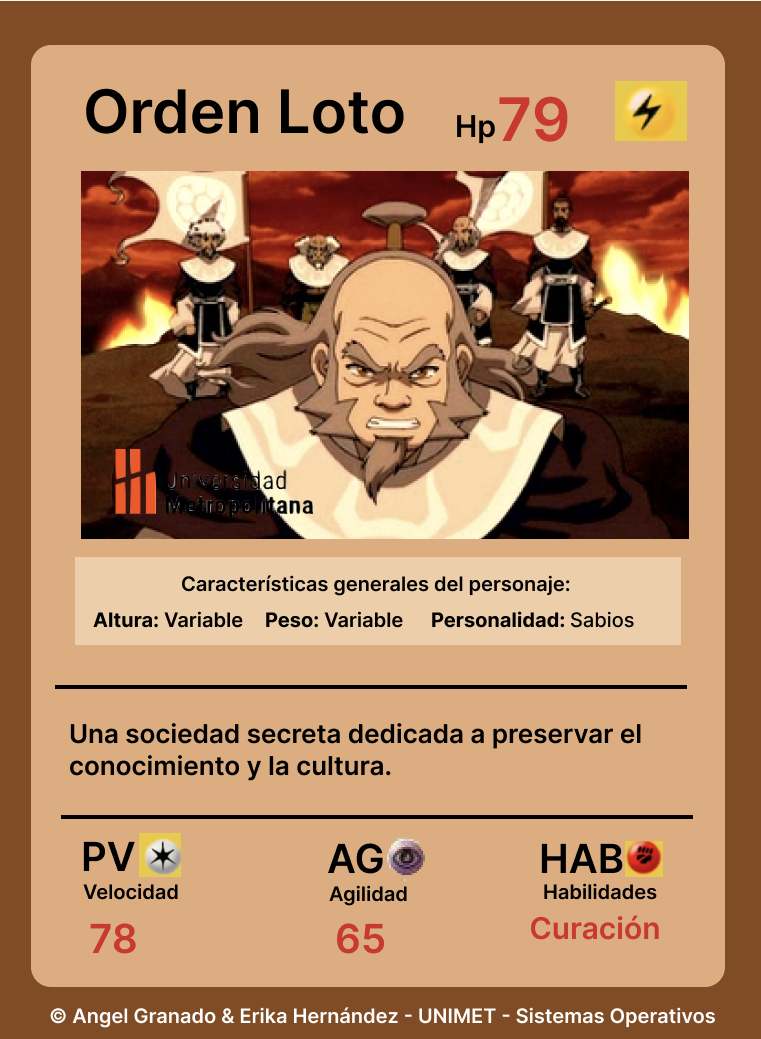 Orden Loto Hp79
Universidad
Metropolitana
Características generales del personaje:
Altura: Variable Peso: Variable Personalidad: Sabios
Una sociedad secreta dedicada a preservar el
conocimiento y la cultura.
PV AG HAB
Velocidad Agilidad Habilidades
78 65 Curación
© Angel Granado & Erika Hernández - UNIMET - Sistemas Operativos